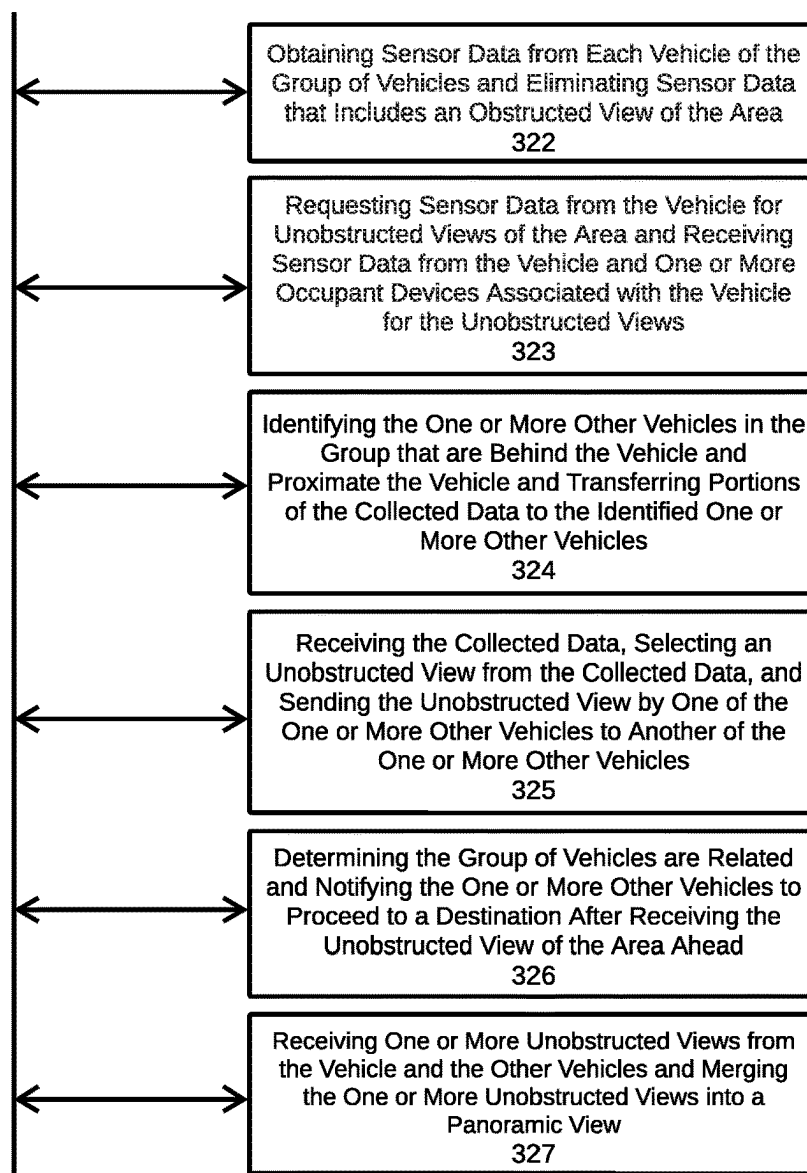 Obtaining Sensor Data from Each Vehicle of the
Group of Vehicles and Eliminating Sensor Data
that Includes an Obstructed View of the Area
322
Requesting Sensor Data from the Vehicle for
Unobstructed Views of the Area and Receiving
Sensor Data from the Vehicle and One or More
Occupant Devices Associated with the Vehicle
for the Unobstructed Views
323
Identifying the One or More Other Vehicles in the
Group that are Behind the Vehicle and
Proximate the Vehicle and Transferring Portions
of the Collected Data to the Identified One or
More Other Vehicles
324
Receiving the Collected Data, Selecting an
Unobstructed View from the Collected Data, and
Sending the Unobstructed View by One of the
One or More Other Vehicles to Another of the
One or More Other Vehicles
325
Determining the Group of Vehicles are Related
and Notifying the One or More Other Vehicles to
Proceed to a Destination After Receiving the
Unobstructed View of the Area Ahead
326
Receiving One or More Unobstructed Views from
the Vehicle and the Other Vehicles and Merging
the One or More Unobstructed Views into a
Panoramic View
327